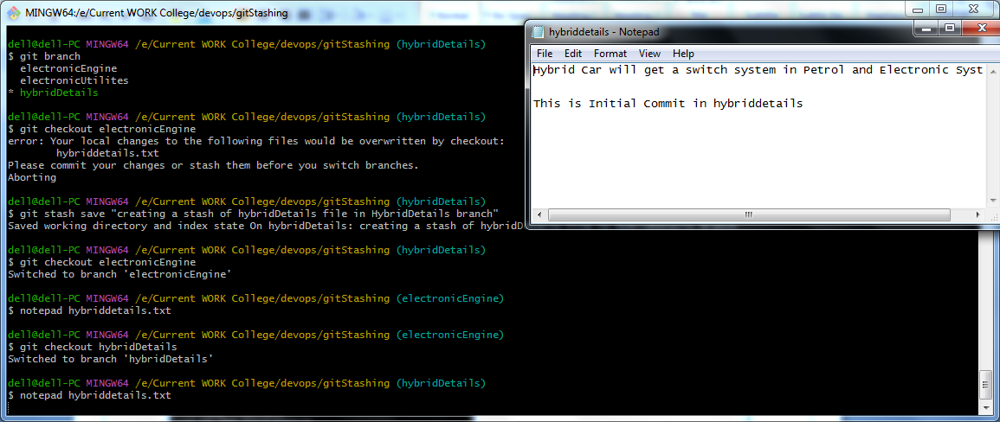 MINGW64:/e/Current WORK College/devops/gitStashing
dell@dell-PC MINGW64 /e/Current WORK College/devops/gitStashing (hybridDetails)
$ git branch
electronicEngine
electronicUtilites
* hybridDetails
dell@dell-PC MINGW64 /e/Current WORK College/devops/gitStashing (hybridDetails)
$ git checkout electronicEngine
error: Your local changes to the following files would be overwritten by checkout:
hybriddetails.txt
Please commit your changes or stash them before you switch branches.
Aborting
dell@dell-PC MINGW64 /e/Current WORK College/devops/gitStashing (hybridDetails)
$ git stash save "creating a stash of hybridDetails file in HybridDetails branch"
Saved working directory and index state On hybridDetails: creating a stash of hybridD
dell@dell-PC MINGW64 /e/Current WORK College/devops/gitStashing (hybridDetails)
$ git checkout electronicEngine
Switched to branch 'electronicEngine'
dell@dell-PC MINGW64 /e/Current WORK College/devops/gitStashing (electronicEngine)
$ notepad hybriddetails.txt
dell@dell-PC MINGW64 /e/Current WORK College/devops/gitStashing (electronicEngine)
$ git checkout hybridDetails
Switched to branch 'hybridDetails'
dell@dell-PC MINGW64 /e/Current WORK College/devops/gitStashing (hybridDetails)
$ notepad hybriddetails.txt
hybriddetails - Notepad
File Edit Format View Help
Hybrid Car will get a switch system in Petrol and Electronic Syst
This is Initial Commit in hybriddetails